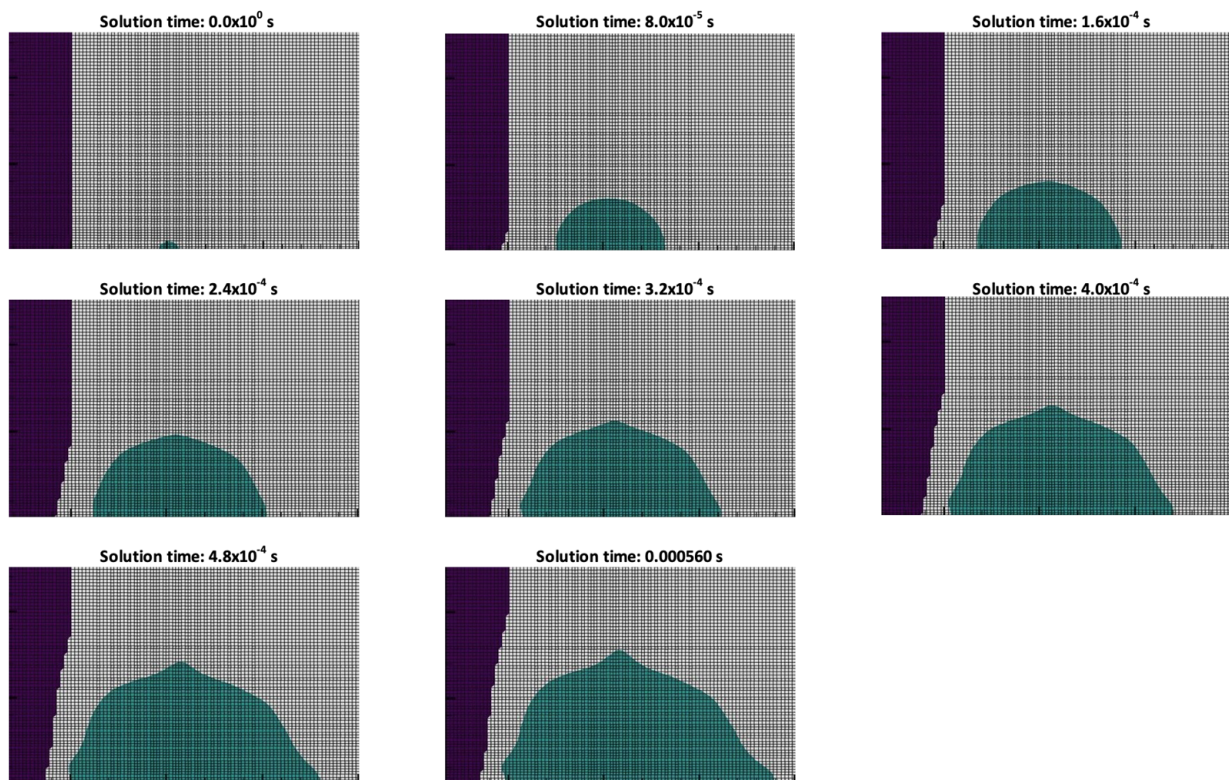 Solution time: 0.0x10⁰ s
Solution time: 8.0x10⁻⁵ s
Solution time: 1.6x10⁻⁴ s
Solution time: 2.4x10⁻⁴ s
Solution time: 3.2x10⁻⁴ s
Solution time: 4.0x10⁻⁴ s
Solution time: 4.8x10⁻⁴ s
Solution time: 0.000560 s